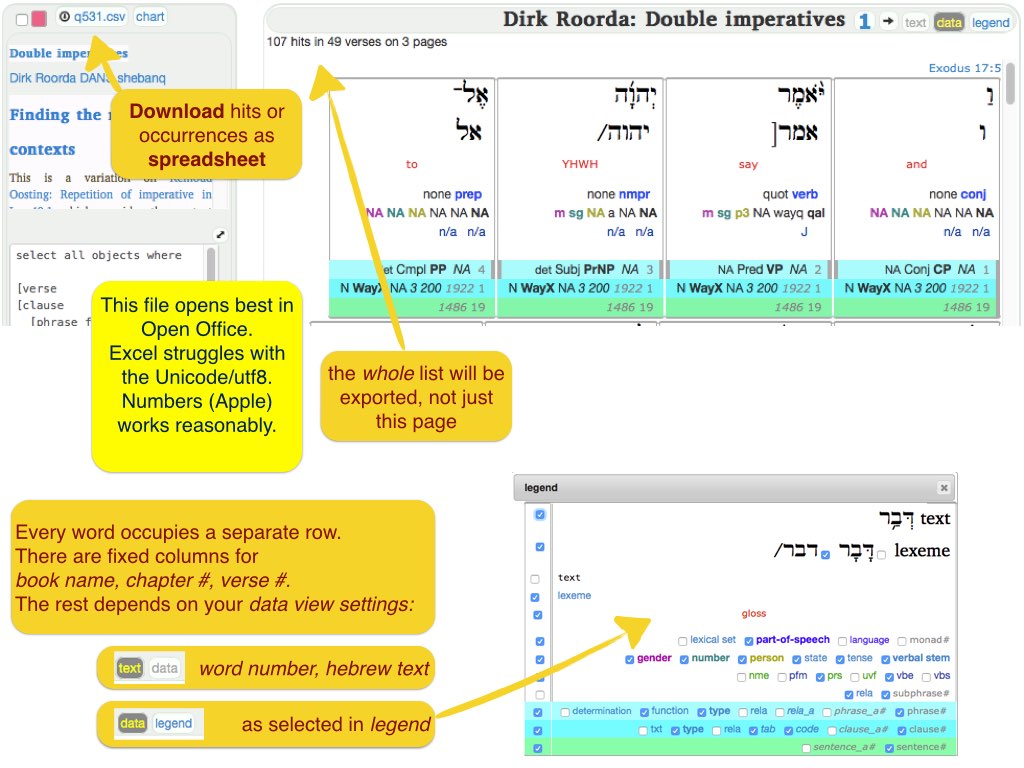 q531.csv chart
Double imperatives
Dirk Roorda DANS shebanq
Finding the
contexts
This is a variation on
Oosting: Repetition of imperative in
select all objects where
[verse
[clause
[phrase f
Download hits or
occurrences as
spreadsheet
This file opens best in
Open Office.
Excel struggles with
the Unicode/utf8.
Numbers (Apple)
works reasonably.
Dirk Roorda: Double imperatives 1 text data legend
107 hits in 49 verses on 3 pages
Exodus 17:5
וַ
ו
and
none conj
NA NA NA NA NA NA
n/a n/a
NA Conj CP NA 1
N WayX NA 3 200 1922 1
1486 19
יֹּ֨אמֶר
אמר[
say
quot verb
m sg p3 NA wayq qal
J
NA Pred VP NA 2
N WayX NA 3 200 1922 1
1486 19
יְהוָ֜ה
יהוה/
YHWH
none nmpr
m sg NA a NA NA
n/a n/a
det Subj PrNP NA 3
N WayX NA 3 200 1922 1
1486 19
אֶל־
אל
to
none prep
NA NA NA NA NA NA
n/a n/a
det Cmpl PP NA 4
N WayX NA 3 200 1922 1
1486 19
the whole list will be
exported, not just
this page
Every word occupies a separate row.
There are fixed columns for
book name, chapter #, verse #.
The rest depends on your data view settings:
text data word number, hebrew text
data legend as selected in legend
legend
דְּבַ֥ר text
דבר/ דָּבָר lexeme
text
lexeme
gloss
lexical set part-of-speech language monad#
gender number person state tense verbal stem
nme pfm prs uvf vbe vbs
rela subphrase#
determination function type rela rela_a phrase_a# phrase#
txt type rela tab code clause_a# clause#
sentence_a# sentence#